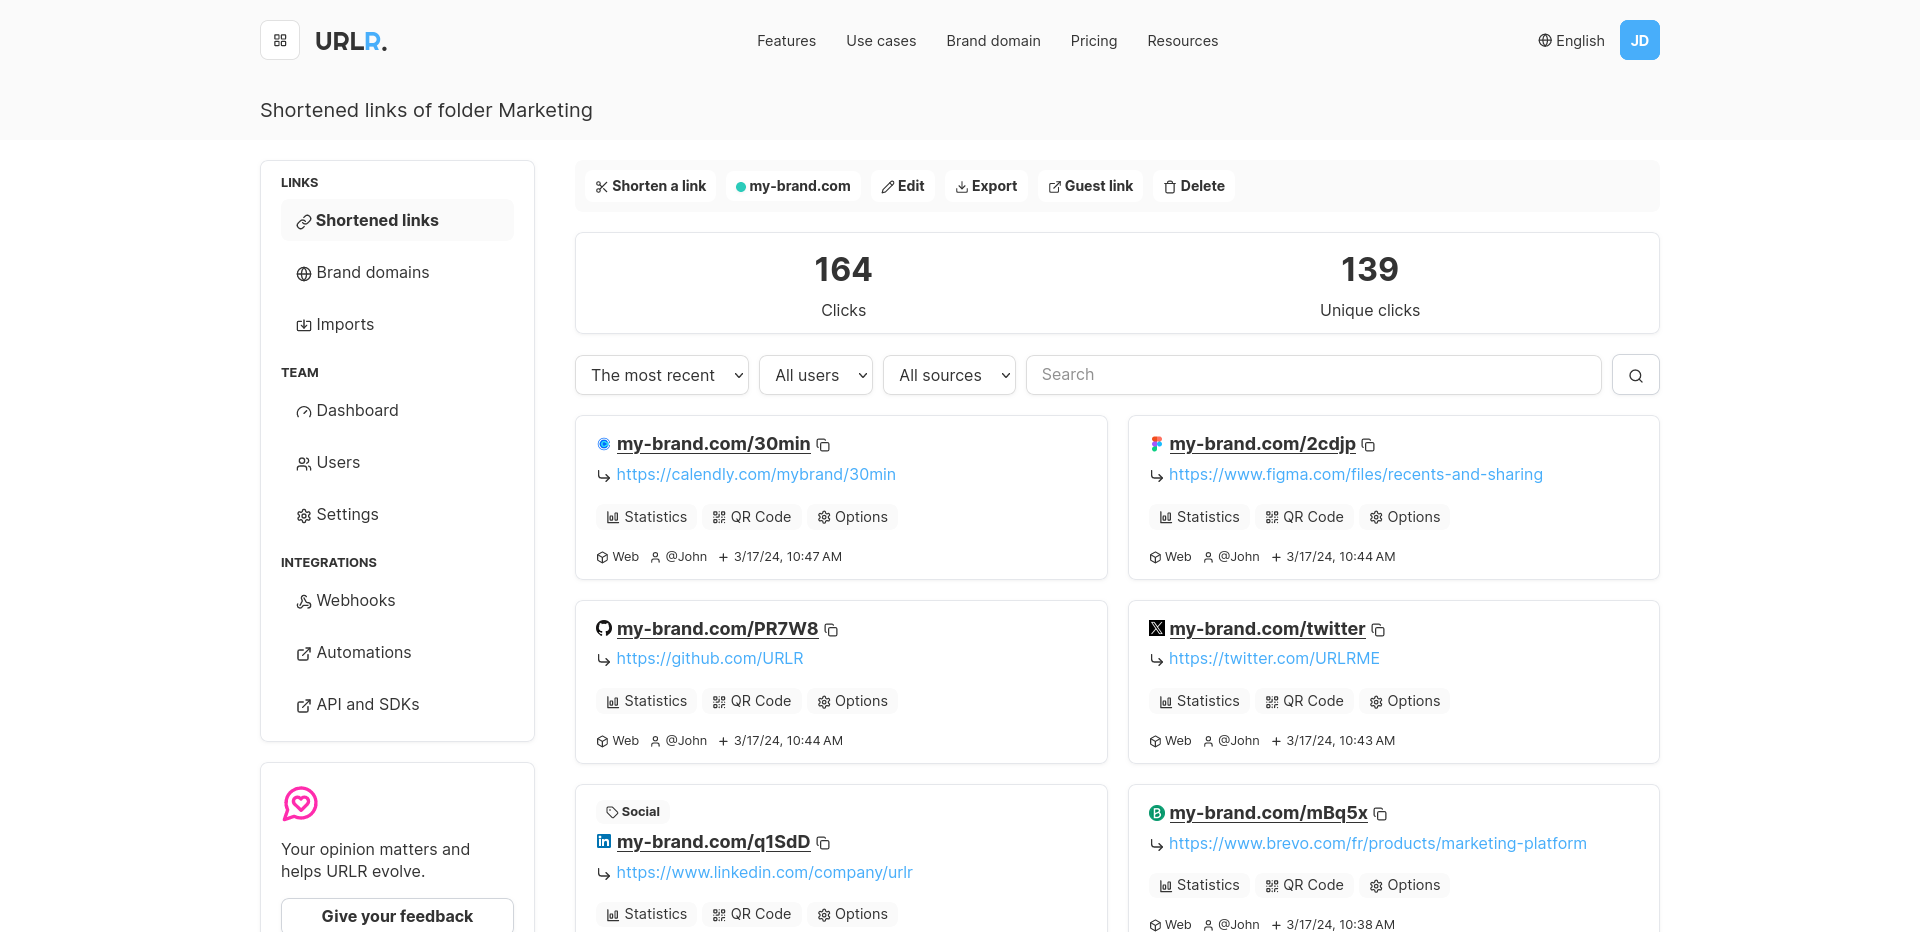 URLR.
Features
Use cases
Brand domain
Pricing
Resources
English
JD
Shortened links of folder Marketing
LINKS
Shortened links
Brand domains
Imports
TEAM
Dashboard
Users
Settings
INTEGRATIONS
Webhooks
Automations
API and SDKs
Your opinion matters and
helps URLR evolve.
Give your feedback
Shorten a link
my-brand.com
Edit
Export
Guest link
Delete
164
Clicks
139
Unique clicks
The most recent
All users
All sources
Search
my-brand.com/30min
https://calendly.com/mybrand/30min
Statistics
QR Code
Options
Web @John + 3/17/24, 10:47 AM
my-brand.com/2cdjp
https://www.figma.com/files/recents-and-sharing
Statistics
QR Code
Options
Web @John + 3/17/24, 10:44 AM
my-brand.com/PR7W8
https://github.com/URLR
Statistics
QR Code
Options
Web @John + 3/17/24, 10:44 AM
my-brand.com/twitter
https://twitter.com/URLRME
Statistics
QR Code
Options
Web @John + 3/17/24, 10:43 AM
Social
my-brand.com/q1SdD
https://www.linkedin.com/company/urlr
Statistics
QR Code
Options
my-brand.com/mBq5x
https://www.brevo.com/fr/products/marketing-platform
Statistics
QR Code
Options
Web @John + 3/17/24, 10:38 AM